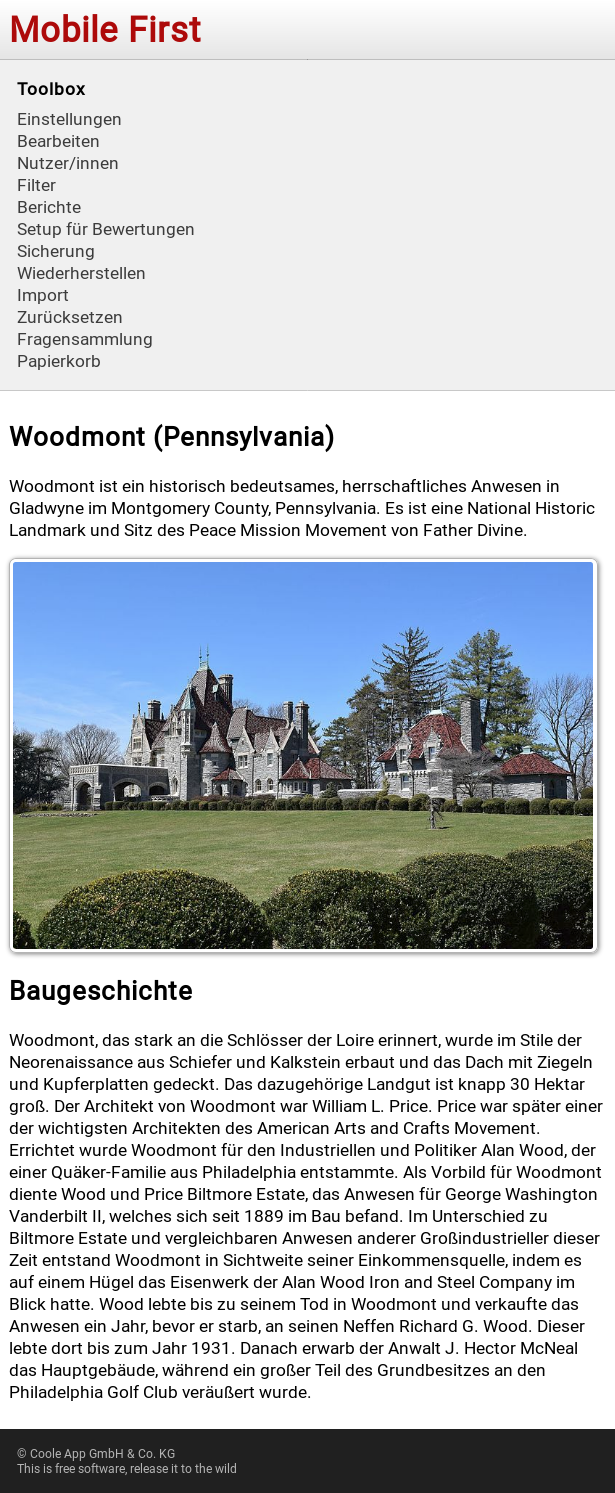 Mobile First
Toolbox
Einstellungen
Bearbeiten
Nutzer/innen
Filter
Berichte
Setup für Bewertungen
Sicherung
Wiederherstellen
Import
Zurücksetzen
Fragensammlung
Papierkorb
Woodmont (Pennsylvania)
Woodmont ist ein historisch bedeutsames, herrschaftliches Anwesen in
Gladwyne im Montgomery County, Pennsylvania. Es ist eine National Historic
Landmark und Sitz des Peace Mission Movement von Father Divine.
Baugeschichte
Woodmont, das stark an die Schlösser der Loire erinnert, wurde im Stile der
Neorenaissance aus Schiefer und Kalkstein erbaut und das Dach mit Ziegeln
und Kupferplatten gedeckt. Das dazugehörige Landgut ist knapp 30 Hektar
groß. Der Architekt von Woodmont war William L. Price. Price war später einer
der wichtigsten Architekten des American Arts and Crafts Movement.
Errichtet wurde Woodmont für den Industriellen und Politiker Alan Wood, der
einer Quäker-Familie aus Philadelphia entstammte. Als Vorbild für Woodmont
diente Wood und Price Biltmore Estate, das Anwesen für George Washington
Vanderbilt II, welches sich seit 1889 im Bau befand. Im Unterschied zu
Biltmore Estate und vergleichbaren Anwesen anderer Großindustrieller dieser
Zeit entstand Woodmont in Sichtweite seiner Einkommensquelle, indem es
auf einem Hügel das Eisenwerk der Alan Wood Iron and Steel Company im
Blick hatte. Wood lebte bis zu seinem Tod in Woodmont und verkaufte das
Anwesen ein Jahr, bevor er starb, an seinen Neffen Richard G. Wood. Dieser
lebte dort bis zum Jahr 1931. Danach erwarb der Anwalt J. Hector McNeal
das Hauptgebäude, während ein großer Teil des Grundbesitzes an den
Philadelphia Golf Club veräußert wurde.
© Coole App GmbH & Co. KG
This is free software, release it to the wild